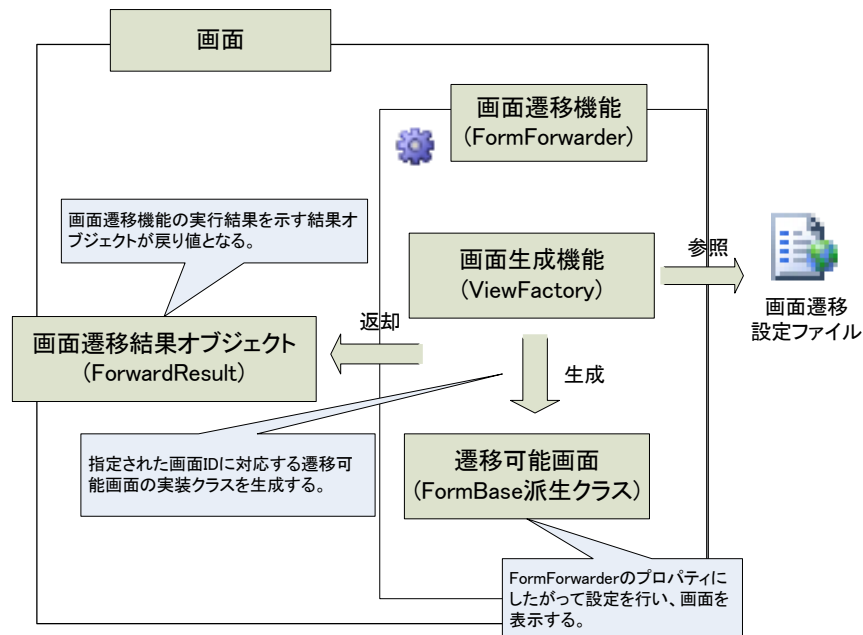 画面
画面遷移機能
(FormForwarder)
画面遷移機能の実行結果を示す結果オ
ブジェクトが戻り値となる。
画面生成機能
(ViewFactory)
参照
画面遷移
設定ファイル
返却
画面遷移結果オブジェクト
(ForwardResult)
生成
指定された画面IDに対応する遷移可
能画面の実装クラスを生成する。
遷移可能画面
(FormBase派生クラス)
FormForwarderのプロパティに
したがって設定を行い、画面を
表示する。